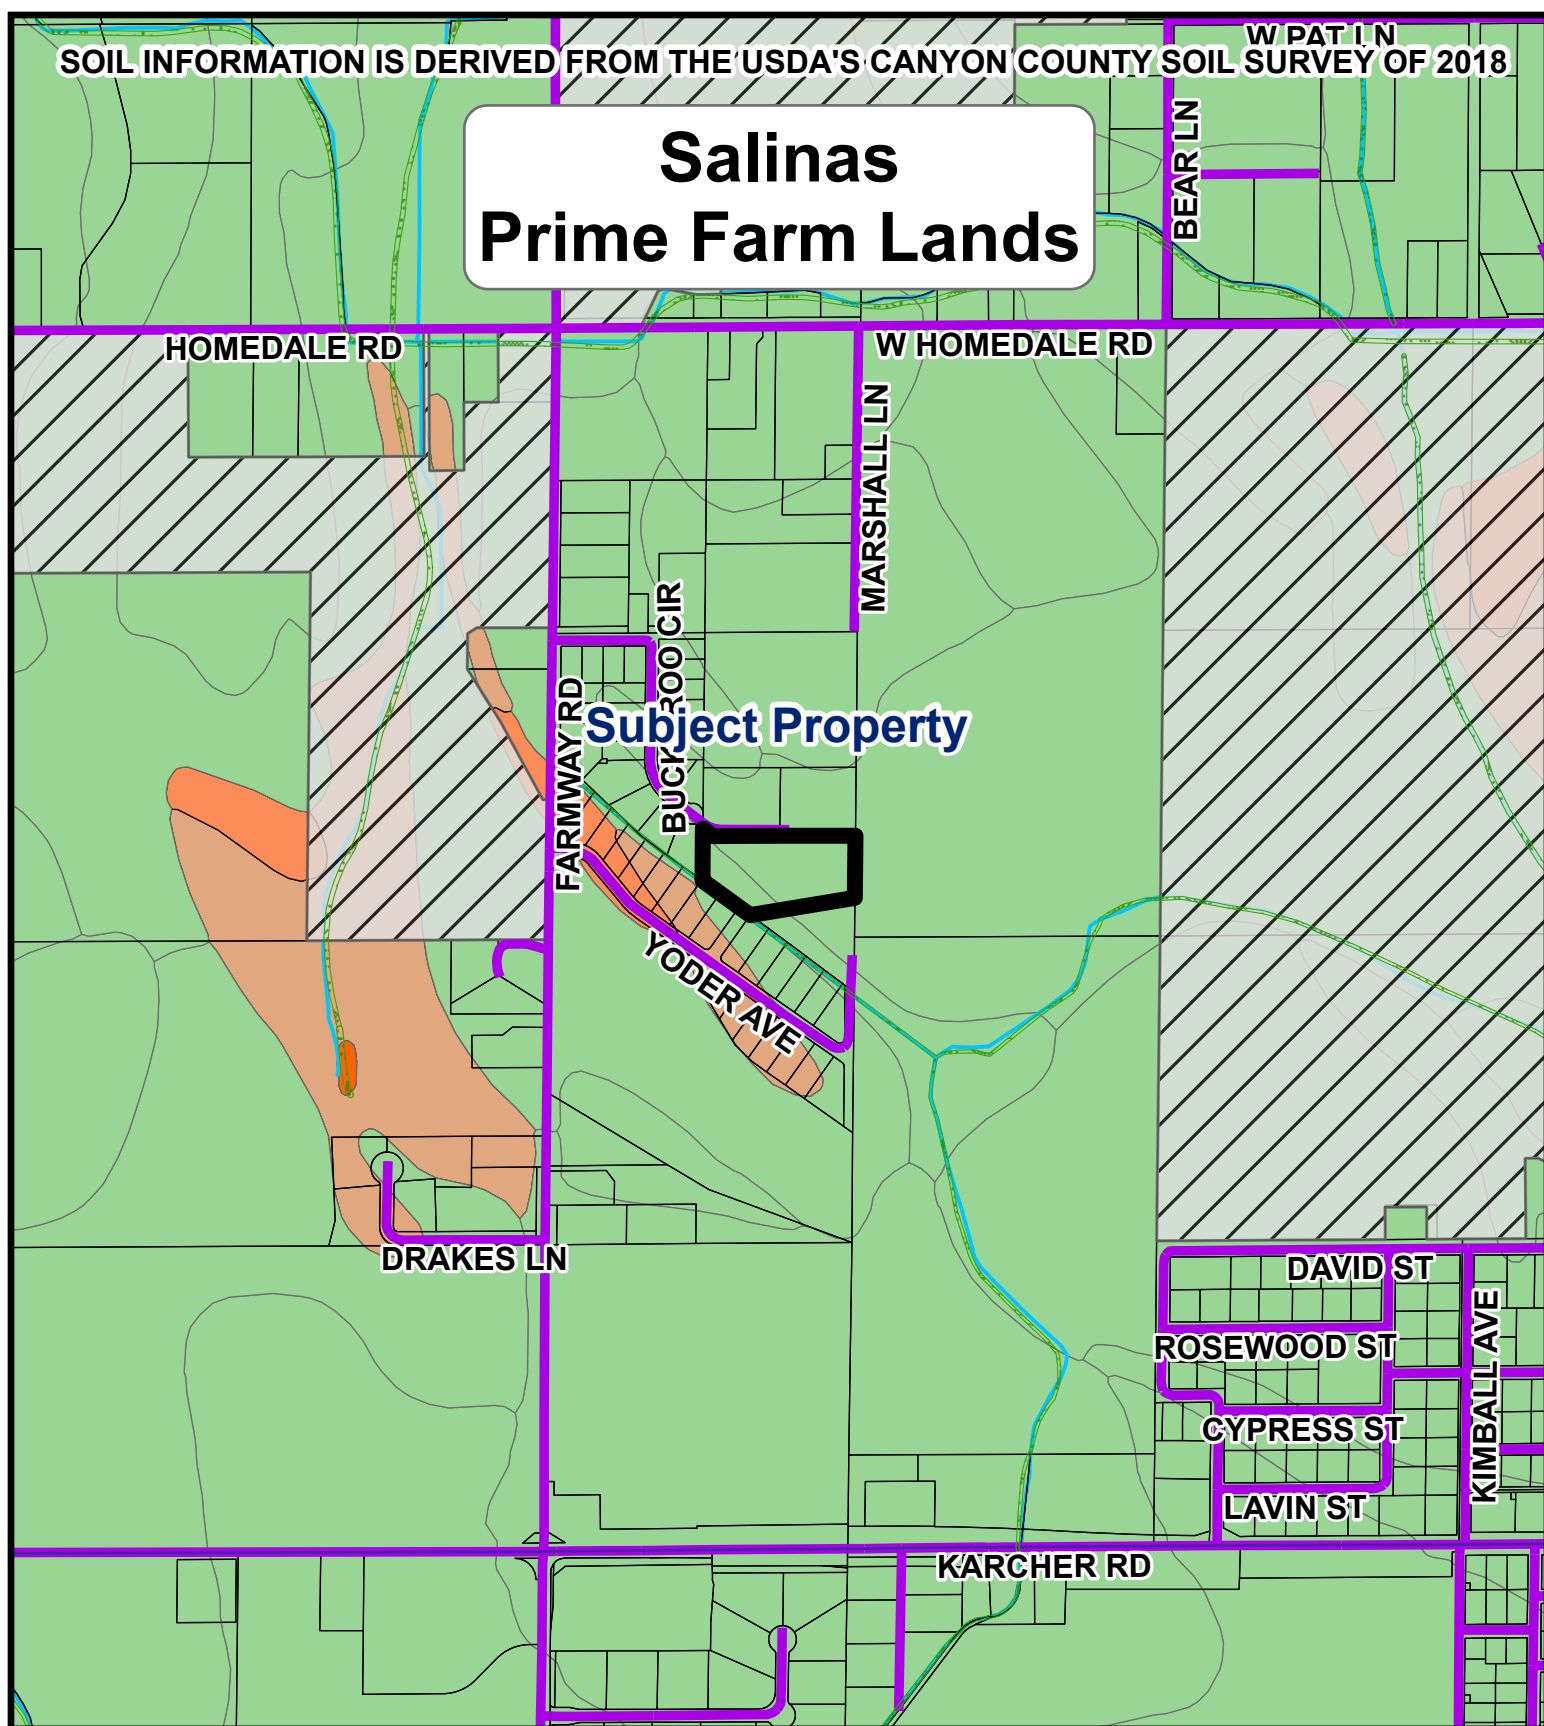 W PAT LN
SOIL INFORMATION IS DERIVED FROM THE USDA'S CANYON COUNTY SOIL SURVEY OF 2018
Salinas
Prime Farm Lands
BEAR LN
HOMEDALE RD
W HOMEDALE RD
MARSHALL LN
BUCKAROO CIR
Subject Property
FARMWAY RD
YODER AVE
DRAKES LN
DAVID ST
ROSEWOOD ST
KIMBALL AVE
CYPRESS ST
LAVIN ST
KARCHER RD